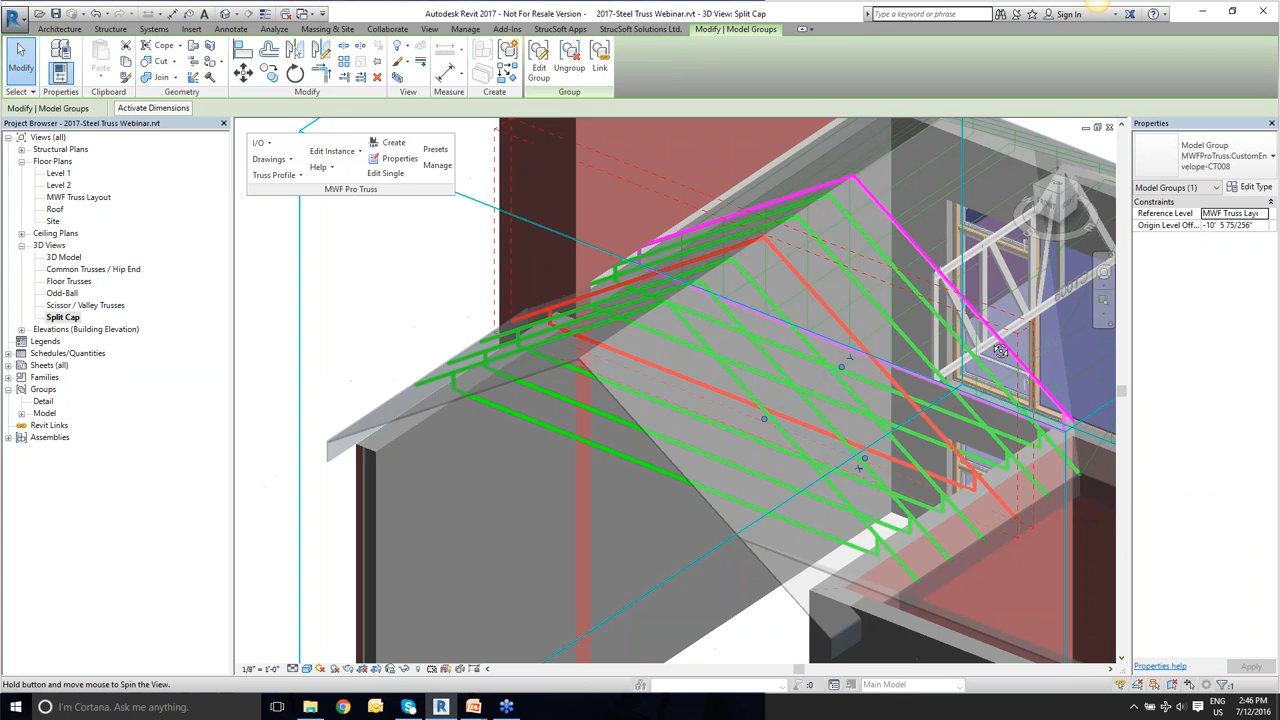 Autodesk Revit 2017 - Not For Resale Version - 2017-Steel Truss Webinar.rvt - 3D View: Split Cap
Type a keyword or phrase
Sign In
Architecture Structure Systems Insert Annotate Analyze Massing & Site Collaborate View Manage Add-Ins StrucSoft Apps StrucSoft Solutions Ltd. Modify | Model Groups
Modify
Paste
Cope
Cut
Join
Edit Group
Ungroup
Link
Select Properties Clipboard Geometry Modify View Measure Create Group
Modify | Model Groups Activate Dimensions
Project Browser - 2017-Steel Truss Webinar.rvt
Views (all)
Structural Plans
Floor Plans
Level 1
Level 2
MWF Truss Layout
Roof
Site
Ceiling Plans
3D Views
3D Model
Common Trusses / Hip End
Floor Trusses
Odd-Ball
Scissor / Valley Trusses
Split Cap
Elevations (Building Elevation)
Legends
Schedules/Quantities
Sheets (all)
Families
Groups
Detail
Model
Revit Links
Assemblies
I/O
Drawings
Truss Profile
Edit Instance
Help
Create
Properties
Edit Single
Presets
Manage
MWF Pro Truss
Y
X
Properties
Model Group
MWFProTruss.CustomEn
velope-CT008
Model Groups (1) Edit Type
Constraints
Reference Level MWF Truss Layo
Origin Level Off... -10' 5 75/256"
Properties help Apply
1/8" = 1'-0"
Hold button and move mouse to Spin the View.
:0
Main Model
:1
I'm Cortana. Ask me anything.
ENG 2:46 PM
US 7/12/2016